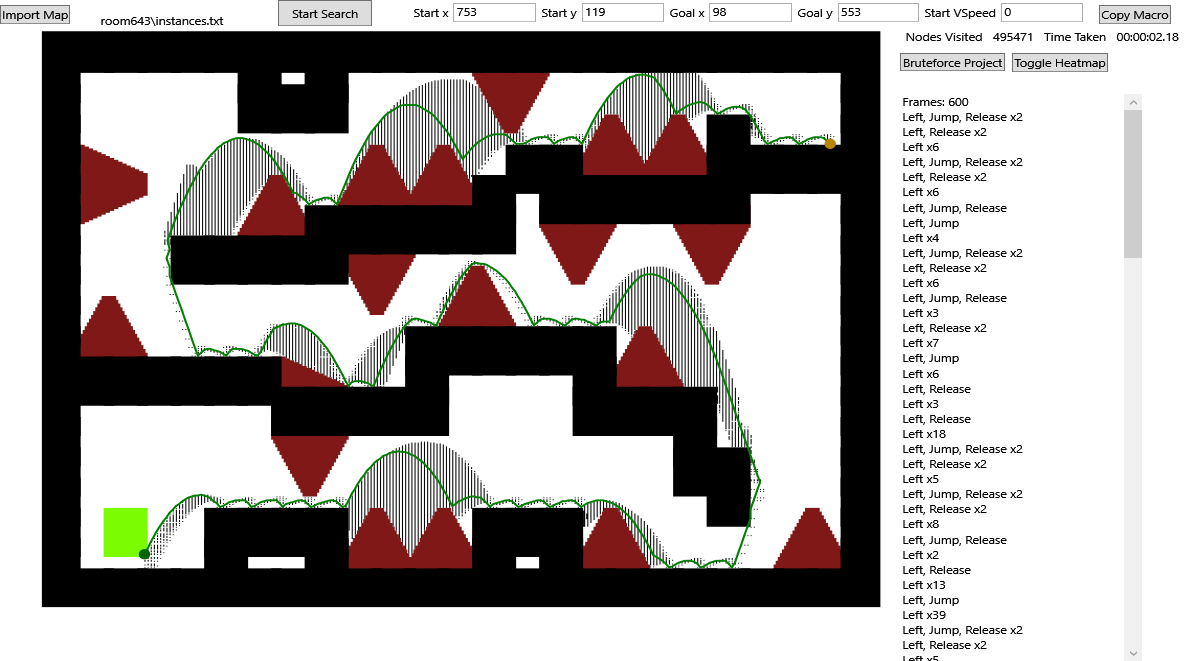 Import Map room643\instances.txt Start Search Start x 753 Start y 119 Goal x 98 Goal y 553 Start VSpeed 0 Copy Macro
Nodes Visited 495471 Time Taken 00:00:02.18
Bruteforce Project Toggle Heatmap
Frames: 600
Left, Jump, Release x2
Left, Release x2
Left x6
Left, Jump, Release x2
Left, Release x2
Left x6
Left, Jump, Release
Left, Jump
Left x4
Left, Jump, Release x2
Left, Release x2
Left x6
Left, Jump, Release
Left x3
Left, Release x2
Left x7
Left, Jump
Left x6
Left, Release
Left x3
Left, Release
Left x18
Left, Jump, Release x2
Left, Release x2
Left x5
Left, Jump, Release x2
Left, Release x2
Left x8
Left, Jump, Release
Left x2
Left, Release
Left x13
Left, Jump
Left x39
Left, Jump, Release x2
Left, Release x2
Left x5